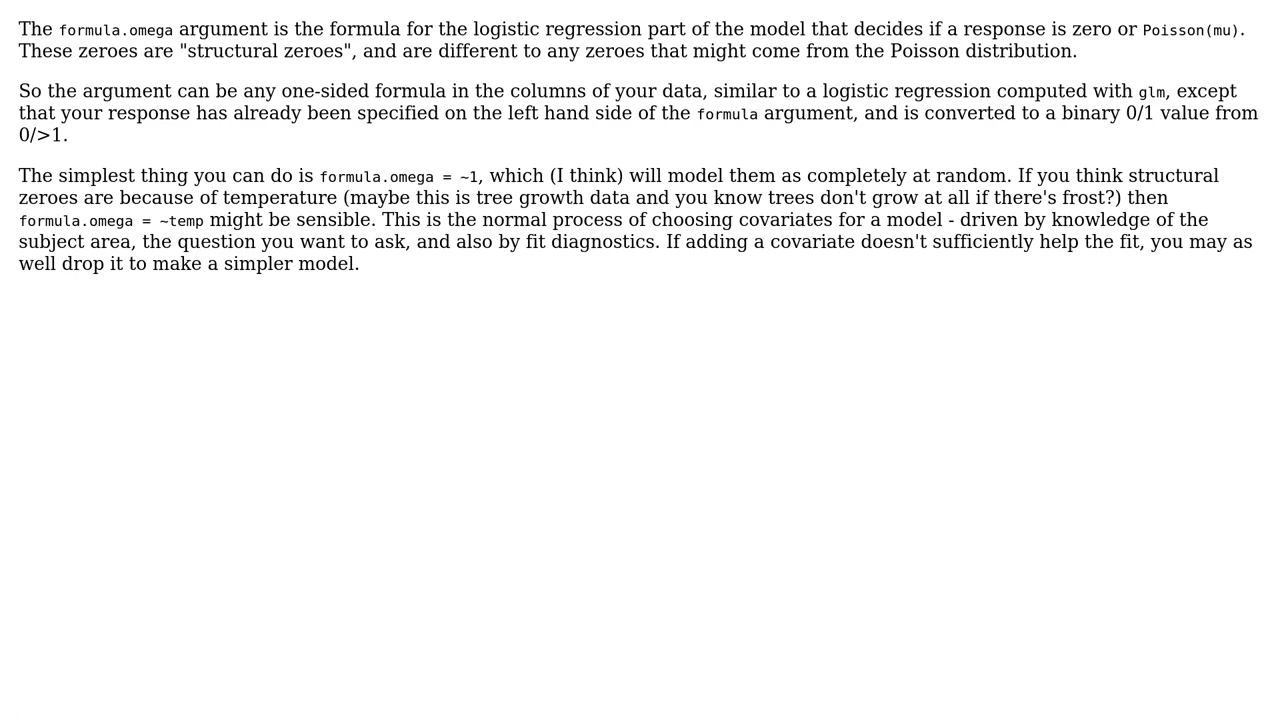 The formula.omega argument is the formula for the logistic regression part of the model that decides if a response is zero or Poisson(mu).
These zeroes are "structural zeroes", and are different to any zeroes that might come from the Poisson distribution.
So the argument can be any one-sided formula in the columns of your data, similar to a logistic regression computed with glm, except
that your response has already been specified on the left hand side of the formula argument, and is converted to a binary 0/1 value from
0/>1.
The simplest thing you can do is formula.omega = ~1, which (I think) will model them as completely at random. If you think structural
zeroes are because of temperature (maybe this is tree growth data and you know trees don't grow at all if there's frost?) then
formula.omega = ~temp might be sensible. This is the normal process of choosing covariates for a model - driven by knowledge of the
subject area, the question you want to ask, and also by fit diagnostics. If adding a covariate doesn't sufficiently help the fit, you may as
well drop it to make a simpler model.